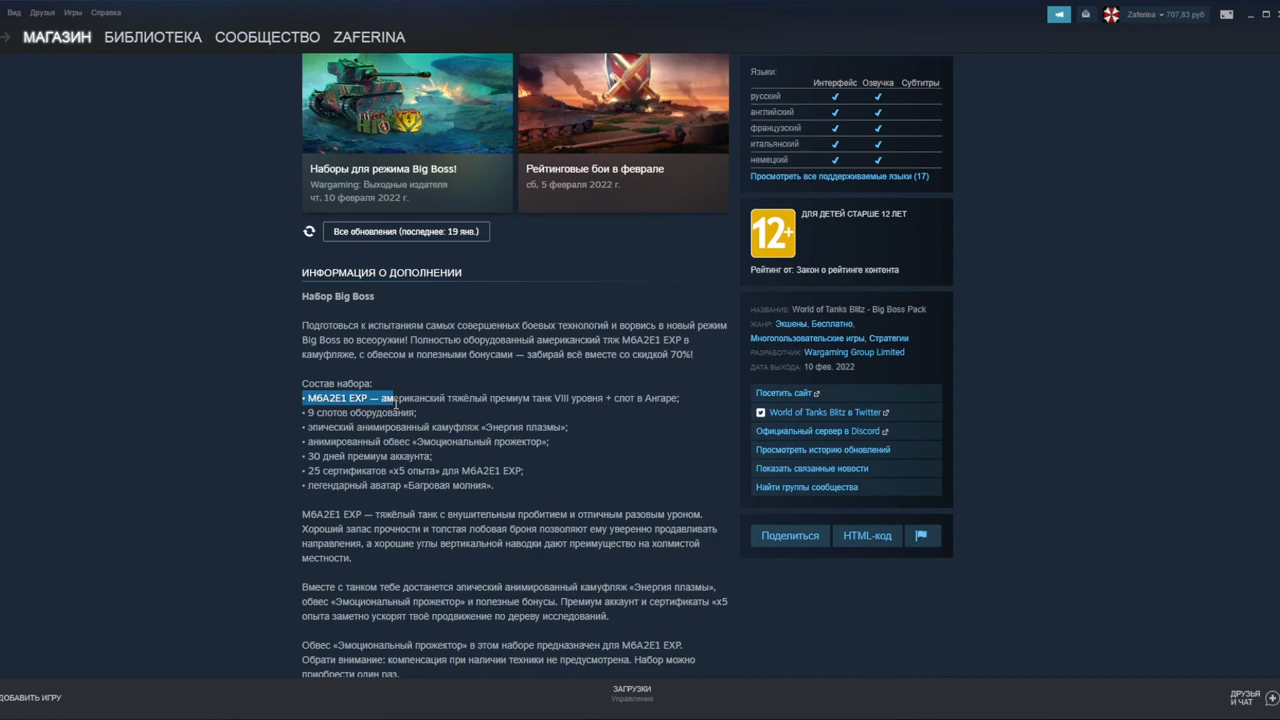 Вид Друзья Игры Справка
Zaferina 707,83 руб
МАГАЗИН БИБЛИОТЕКА СООБЩЕСТВО ZAFERINA
Наборы для режима Big Boss!
Wargaming: Выходные издателя
чт, 10 февраля 2022 г.
Рейтинговые бои в феврале
сб, 5 февраля 2022 г.
Все обновления (последнее: 19 янв.)
ИНФОРМАЦИЯ О ДОПОЛНЕНИИ
Набор Big Boss
Подготовься к испытаниям самых совершенных боевых технологий и ворвись в новый режим
Big Boss во всеоружии! Полностью оборудованный американский тяж M6A2E1 EXP в
камуфляже, с обвесом и полезными бонусами — забирай всё вместе со скидкой 70%!
Состав набора:
• M6A2E1 EXP — американский тяжёлый премиум танк VIII уровня + слот в Ангаре;
• 9 слотов оборудования;
• эпический анимированный камуфляж «Энергия плазмы»;
• анимированный обвес «Эмоциональный прожектор»;
• 30 дней премиум аккаунта;
• 25 сертификатов «x5 опыта» для M6A2E1 EXP;
• легендарный аватар «Багровая молния».
M6A2E1 EXP — тяжёлый танк с внушительным пробитием и отличным разовым уроном.
Хороший запас прочности и толстая лобовая броня позволяют ему уверенно продавливать
направления, а хорошие углы вертикальной наводки дают преимущество на холмистой
местности.
Вместе с танком тебе достанется эпический анимированный камуфляж «Энергия плазмы»,
обвес «Эмоциональный прожектор» и полезные бонусы. Премиум аккаунт и сертификаты «x5
опыта» заметно ускорят твоё продвижение по дереву исследований.
Обвес «Эмоциональный прожектор» в этом наборе предназначен для M6A2E1 EXP.
Обрати внимание: компенсация при наличии техники не предусмотрена. Набор можно
приобрести один раз.
Языки:
Интерфейс Озвучка Субтитры
русский ✔ ✔
английский ✔ ✔
французский ✔ ✔
итальянский ✔ ✔
немецкий ✔ ✔
Просмотреть все поддерживаемые языки (17)
12+
ДЛЯ ДЕТЕЙ СТАРШЕ 12 ЛЕТ
Рейтинг от: Закон о рейтинге контента
НАЗВАНИЕ: World of Tanks Blitz - Big Boss Pack
ЖАНР: Экшены, Бесплатно,
Многопользовательские игры, Стратегии
РАЗРАБОТЧИК: Wargaming Group Limited
ДАТА ВЫХОДА: 10 фев. 2022
Посетить сайт
World of Tanks Blitz в Twitter
Официальный сервер в Discord
Просмотреть историю обновлений
Показать связанные новости
Найти группы сообщества
Поделиться HTML-код
ДОБАВИТЬ ИГРУ
ЗАГРУЗКИ
Управление
ДРУЗЬЯ
И ЧАТ